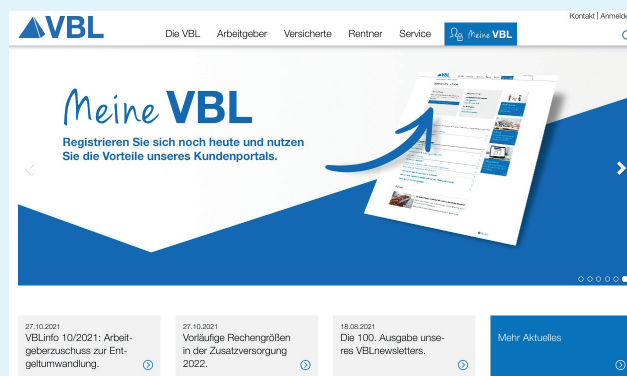 Kontakt | Anmelde
VBL
Die VBL Arbeitgeber Versicherte Rentner Service Meine VBL
Meine VBL
Registrieren Sie sich noch heute und nutzen
Sie die Vorteile unseres Kundenportals.
27.10.2021
VBLinfo 10/2021: Arbeit-
geberzuschuss zur Ent-
geltumwandlung.
27.10.2021
Vorläufige Rechengrößen
in der Zusatzversorgung
2022.
18.08.2021
Die 100. Ausgabe unse-
res VBLnewsletters.
Mehr Aktuelles